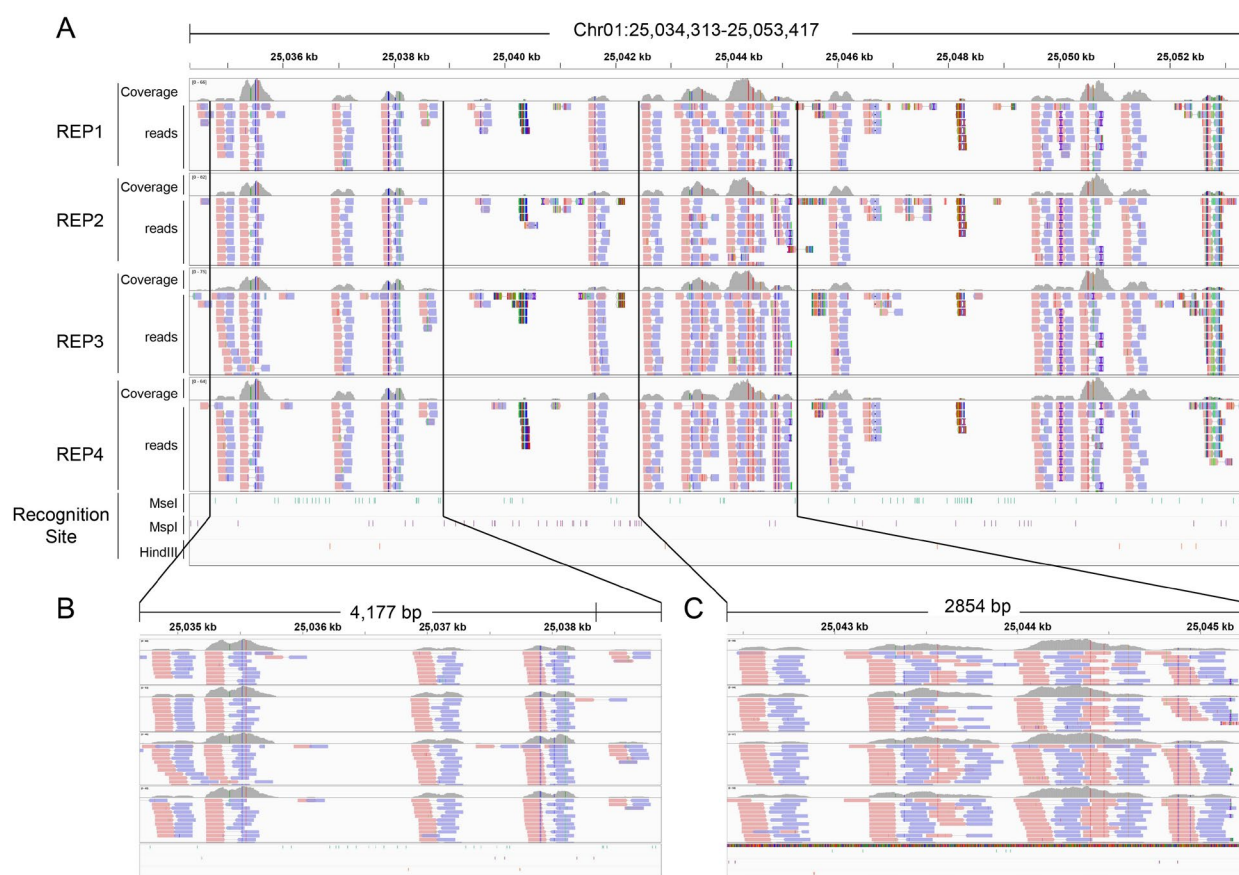 A
Chr01:25,034,313-25,053,417
25,036 kb 25,038 kb 25,040 kb 25,042 kb 25,044 kb 25,046 kb 25,048 kb 25,050 kb 25,052 kb
Coverage
[0 - 66]
REP1
reads
Coverage
REP2
reads
Coverage
REP3
reads
Coverage
REP4
reads
Recognition
Site
MseI
MspI
HindIII
B
4,177 bp
25,035 kb 25,036 kb 25,037 kb 25,038 kb
C
2854 bp
25,043 kb 25,044 kb 25,045 kb